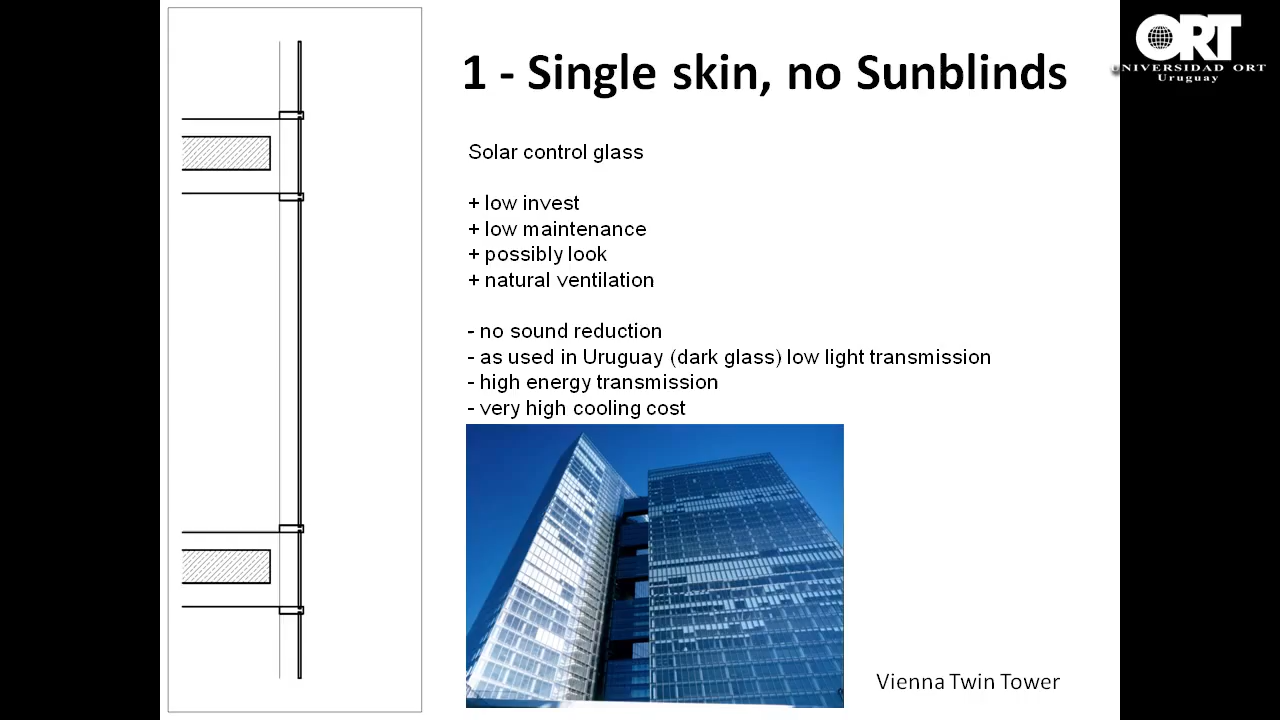 1 - Single skin, no Sunblinds
ORT
UNIVERSIDAD ORT
Uruguay
Solar control glass
+ low invest
+ low maintenance
+ possibly look
+ natural ventilation
- no sound reduction
- as used in Uruguay (dark glass) low light transmission
- high energy transmission
- very high cooling cost
Vienna Twin Tower